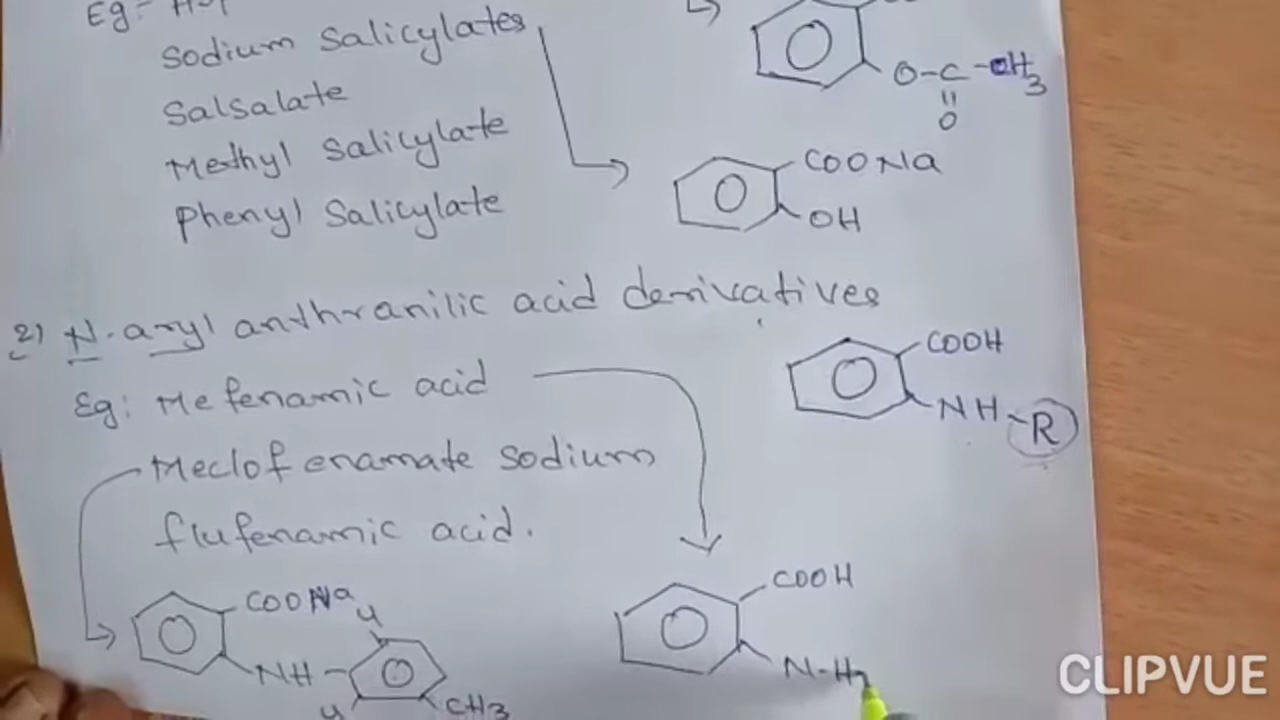 Eg:
Sodium Salicylates
Salsalate
Methyl Salicylate
Phenyl Salicylate
O-C-CH3
O
COONa
OH
2) N-aryl anthranilic acid derivatives
COOH
NH-R
Eg: Mefenamic acid
Meclofenamate sodium
flufenamic acid.
COOH
N-H
COONa
NH
CH3
CLIPVUE